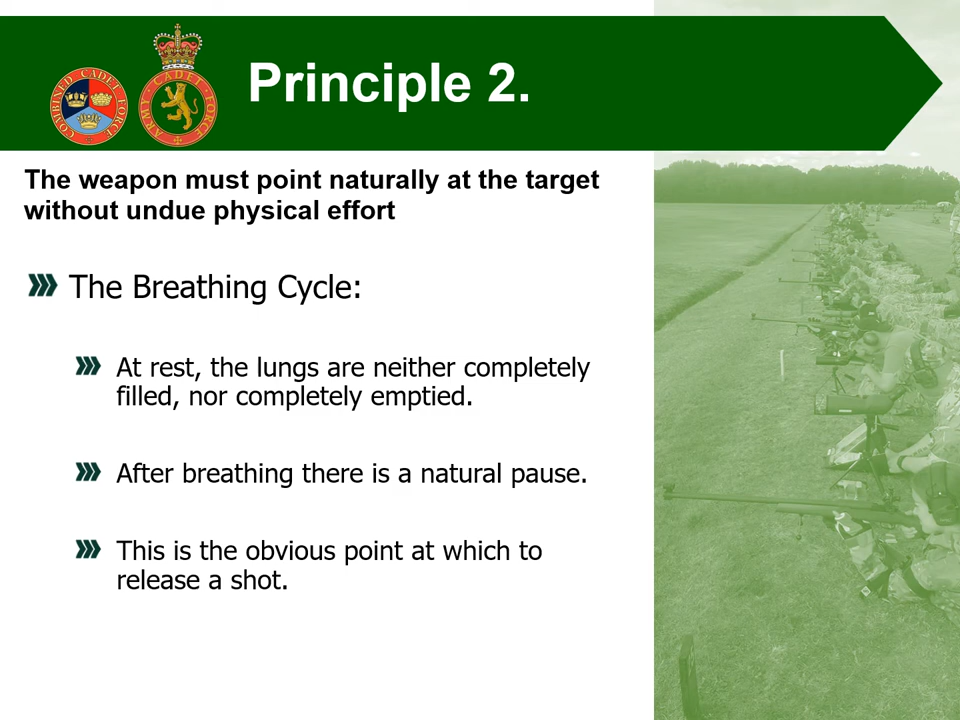 COMBINED CADET FORCE
ARMY CADET FORCE
Principle 2.
The weapon must point naturally at the target
without undue physical effort
The Breathing Cycle:
At rest, the lungs are neither completely
filled, nor completely emptied.
After breathing there is a natural pause.
This is the obvious point at which to
release a shot.